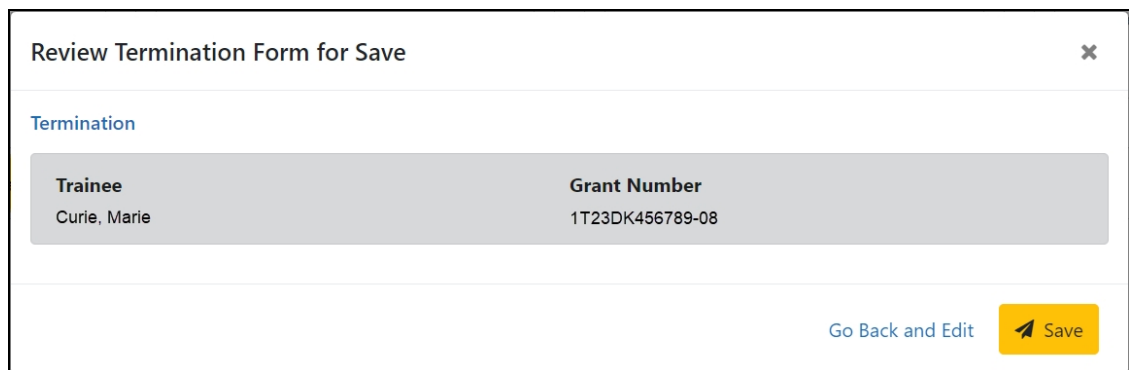 Review Termination Form for Save
Termination
Trainee Grant Number
Curie, Marie 1T23DK456789-08
Go Back and Edit Save